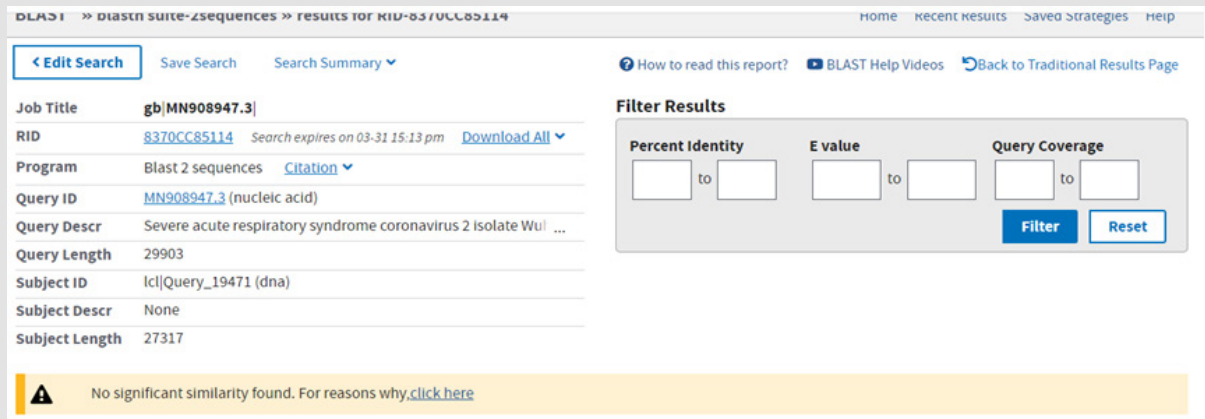 BLAST » blastn suite-2sequences » results for RID-8370CC85114
Home Recent Results Saved Strategies Help
< Edit Search Save Search Search Summary
How to read this report? BLAST Help Videos Back to Traditional Results Page
Job Title gb|MN908947.3|
RID 8370CC85114 Search expires on 03-31 15:13 pm Download All
Program Blast 2 sequences Citation
Query ID MN908947.3 (nucleic acid)
Query Descr Severe acute respiratory syndrome coronavirus 2 isolate Wu ...
Query Length 29903
Subject ID lcl|Query_19471 (dna)
Subject Descr None
Subject Length 27317
Filter Results
Percent Identity E value Query Coverage
to to to
Filter Reset
No significant similarity found. For reasons why,click here